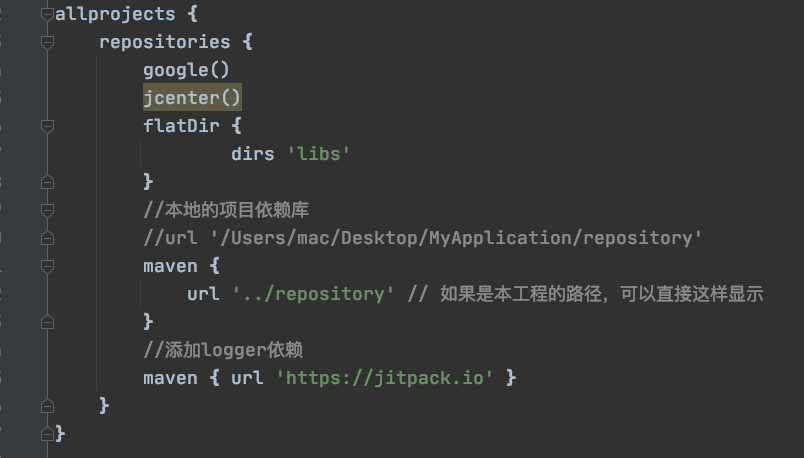 allprojects {
repositories {
google()
jcenter()
flatDir {
dirs 'libs'
}
//本地的项目依赖库
//url '/Users/mac/Desktop/MyApplication/repository'
maven {
url '../repository' // 如果是本工程的路径，可以直接这样显示
}
//添加logger依赖
maven { url 'https://jitpack.io' }
}
}